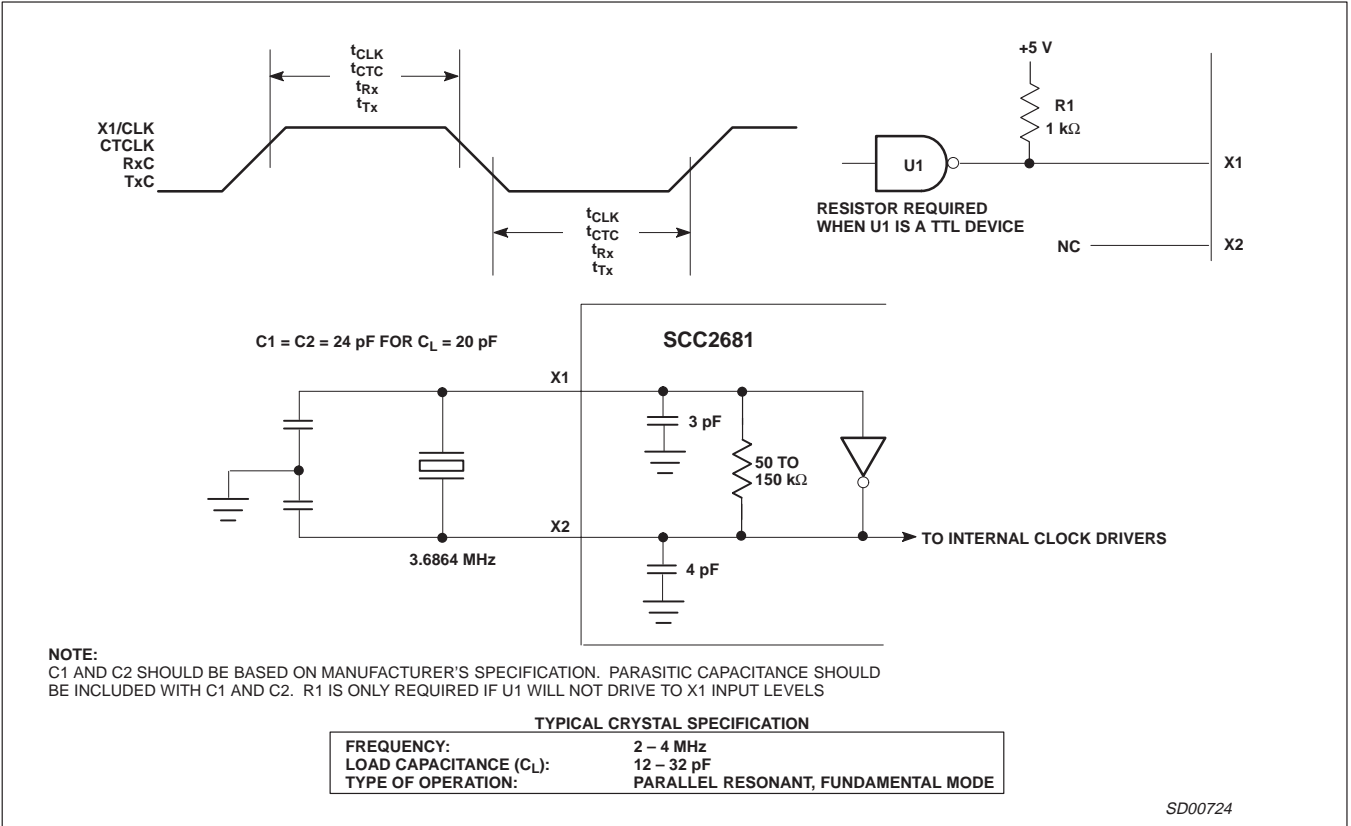 tCLK
tCTC
tRx
tTx
X1/CLK
CTCLK
RxC
TxC
tCLK
tCTC
tRx
tTx
+5 V
R1
1 kΩ
U1
X1
RESISTOR REQUIRED
WHEN U1 IS A TTL DEVICE
NC
X2
C1 = C2 = 24 pF FOR CL = 20 pF
SCC2681
X1
3 pF
50 TO
150 kΩ
X2
TO INTERNAL CLOCK DRIVERS
3.6864 MHz
4 pF
NOTE:
C1 AND C2 SHOULD BE BASED ON MANUFACTURER'S SPECIFICATION. PARASITIC CAPACITANCE SHOULD
BE INCLUDED WITH C1 AND C2. R1 IS ONLY REQUIRED IF U1 WILL NOT DRIVE TO X1 INPUT LEVELS
TYPICAL CRYSTAL SPECIFICATION
FREQUENCY: 2 – 4 MHz
LOAD CAPACITANCE (CL): 12 – 32 pF
TYPE OF OPERATION: PARALLEL RESONANT, FUNDAMENTAL MODE
SD00724